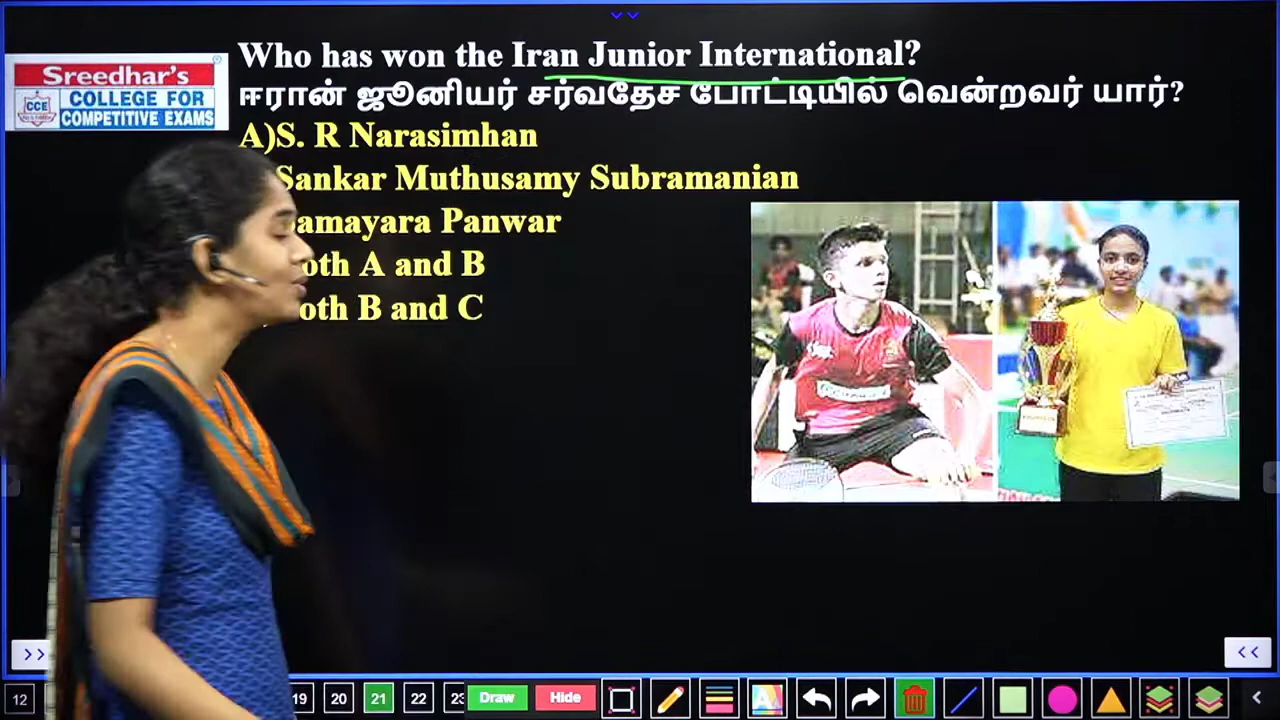 Who has won the Iran Junior International?
ஈரான் ஜூனியர் சர்வதேச போட்டியில் வென்றவர் யார்?
Sreedhar's
CCE
COLLEGE FOR
COMPETITIVE EXAMS
A)S. R Narasimhan
Sankar Muthusamy Subramanian
amayara Panwar
oth A and B
oth B and C
>>
<<
12
19
20
21
22
Draw
Hide